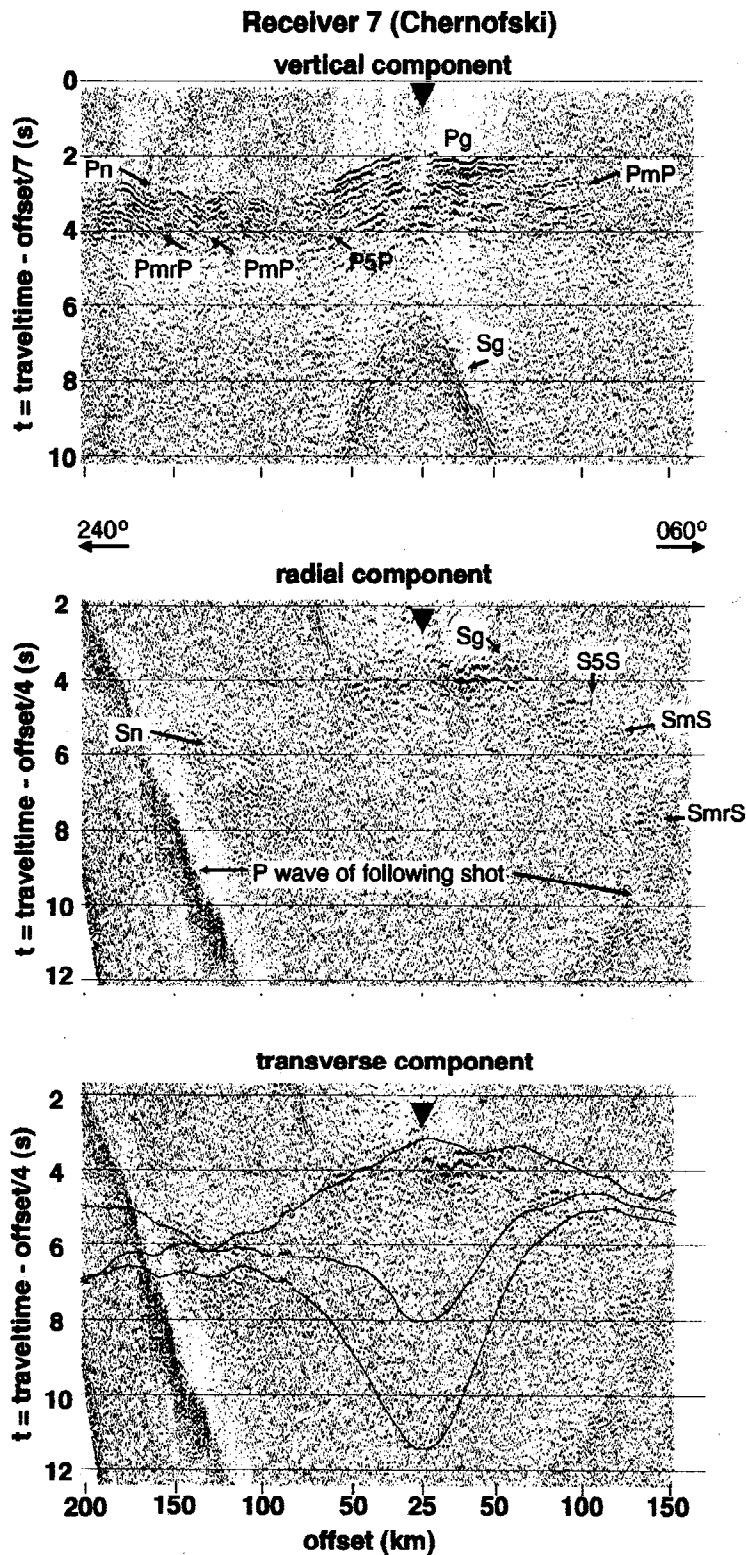 Receiver 7 (Chernofski)
vertical component
t = traveltime - offset/7 (s)
0
2
4
6
8
10
Pn
Pg
PmP
PmrP
PmP
P5P
Sg
240º
060º
radial component
t = traveltime - offset/4 (s)
2
4
6
8
10
12
Sg
S5S
Sn
SmS
SmrS
P wave of following shot
transverse component
t = traveltime - offset/4 (s)
2
4
6
8
10
12
200 150 100 50 25 50 100 150
offset (km)